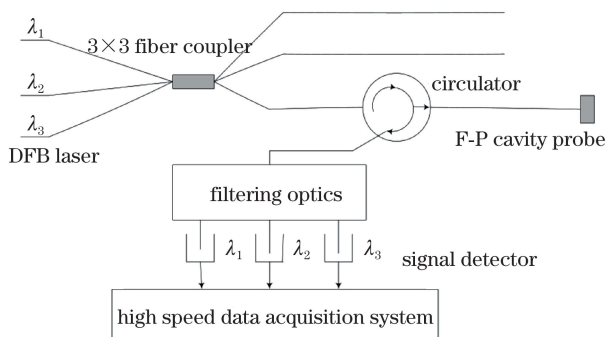 λ1
3×3 fiber coupler
λ2
circulator
λ3
DFB laser
F-P cavity probe
filtering optics
λ1 λ2 λ3
signal detector
high speed data acquisition system